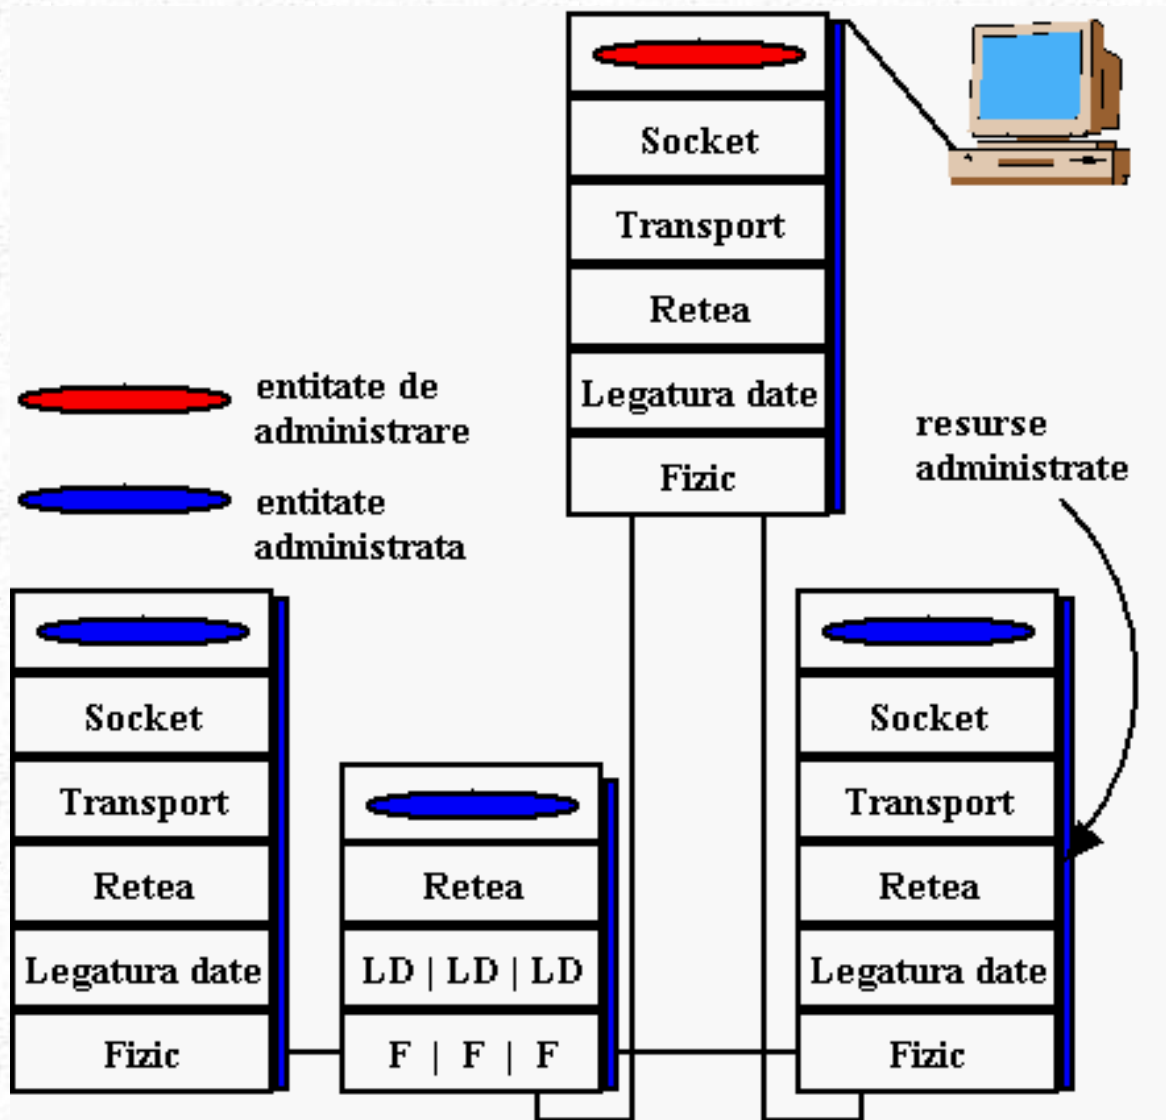 Socket
Transport
Retea
Legatura date
Fizic
entitate de
administrare
entitate
administrata
resurse
administrate
Socket
Transport
Retea
Legatura date
Fizic
Retea
LD | LD | LD
F | F | F
Socket
Transport
Retea
Legatura date
Fizic